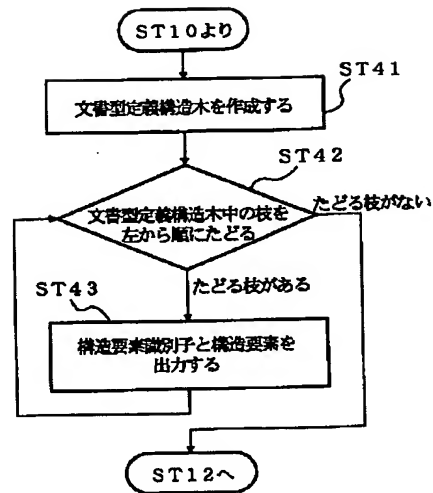 ST10より
ST41
文書型定義構造木を作成する
ST42
文書型定義構造木中の枝を
左から順にたどる
たどる枝がない
たどる枝がある
ST43
構造要素識別子と構造要素を
出力する
ST12へ